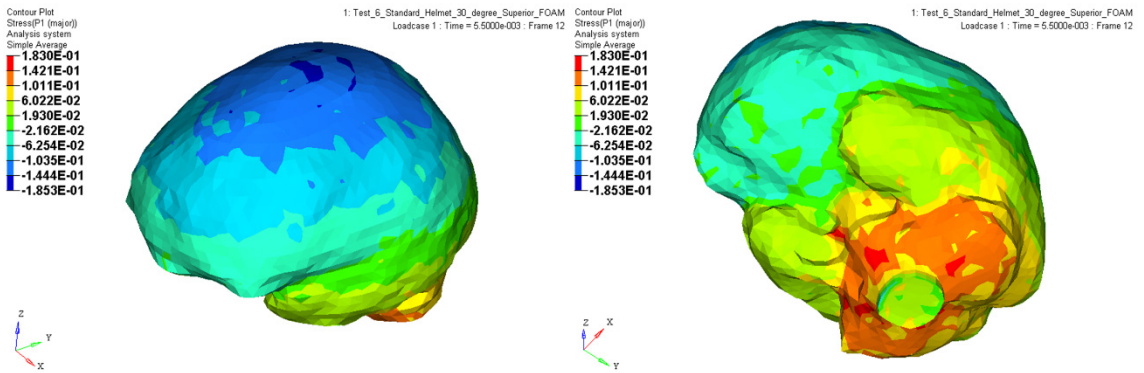 Contour Plot
Stress(P1 (major))
Analysis system
Simple Average
1.830E-01
1.421E-01
1.011E-01
6.022E-02
1.930E-02
-2.162E-02
-6.254E-02
-1.035E-01
-1.444E-01
-1.853E-01
1: Test_6_Standard_Helmet_30_degree_Superior_FOAM
Loadcase 1 : Time = 5.5000e-003 : Frame 12
Z
Y
X
Contour Plot
Stress(P1 (major))
Analysis system
Simple Average
1.830E-01
1.421E-01
1.011E-01
6.022E-02
1.930E-02
-2.162E-02
-6.254E-02
-1.035E-01
-1.444E-01
-1.853E-01
1: Test_6_Standard_Helmet_30_degree_Superior_FOAM
Loadcase 1 : Time = 5.5000e-003 : Frame 12
Z
X
Y